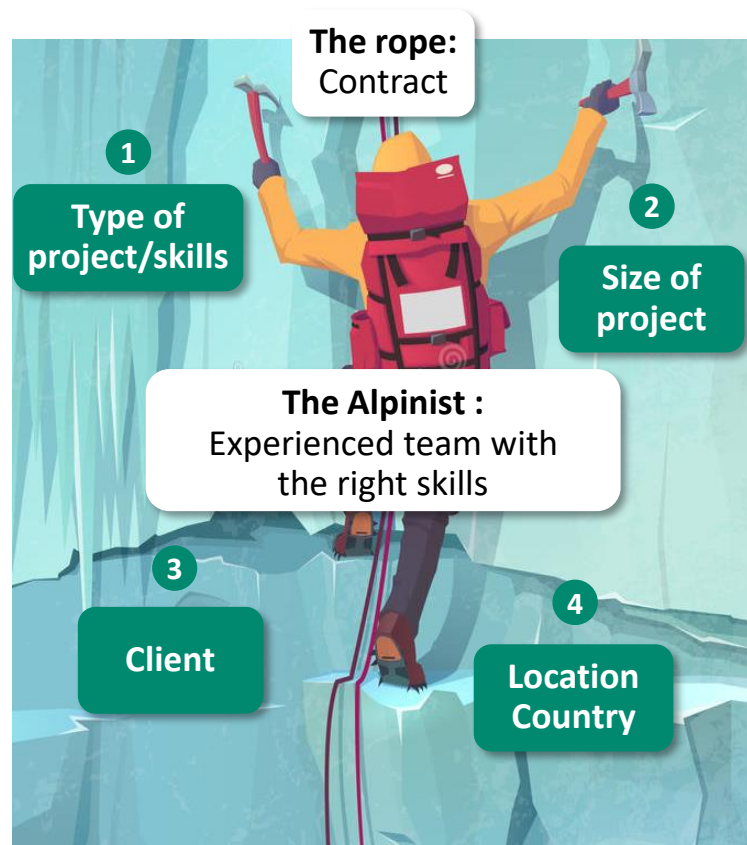 The rope:
Contract
1
Type of
project/skills
2
Size of
project
The Alpinist :
Experienced team with
the right skills
3
Client
4
Location
Country